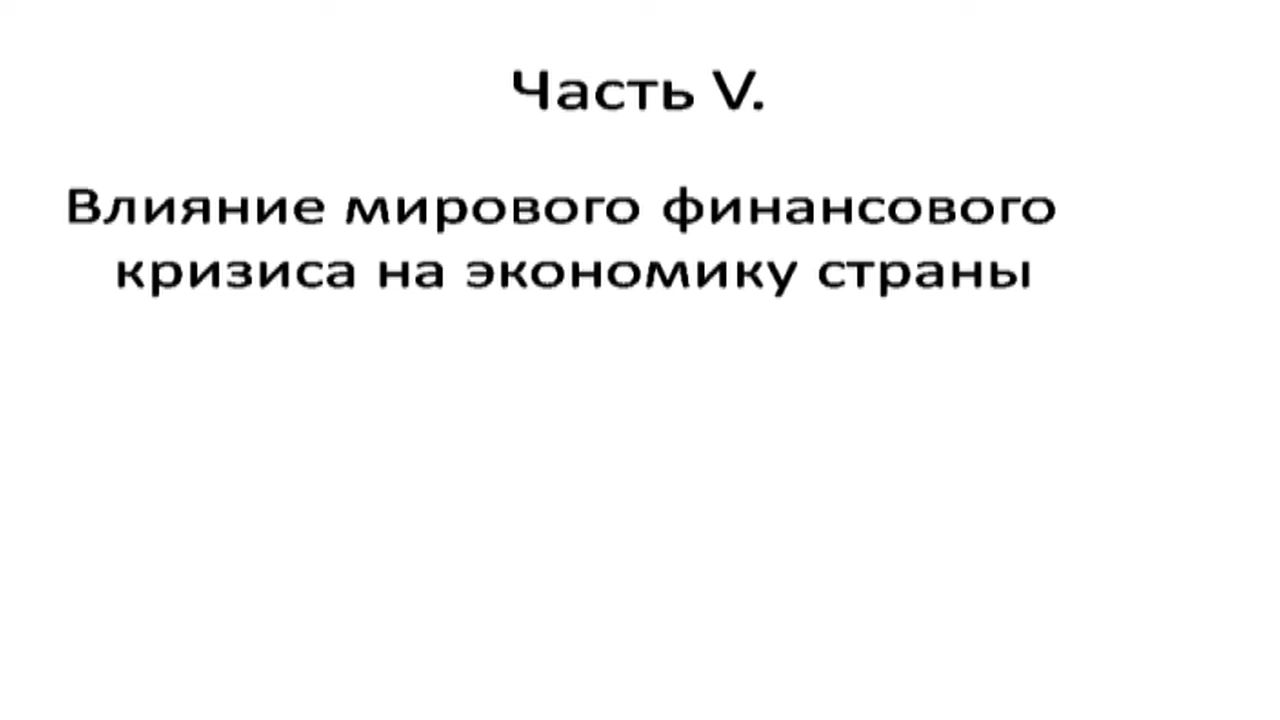 Часть V.
Влияние мирового финансового
кризиса на экономику страны